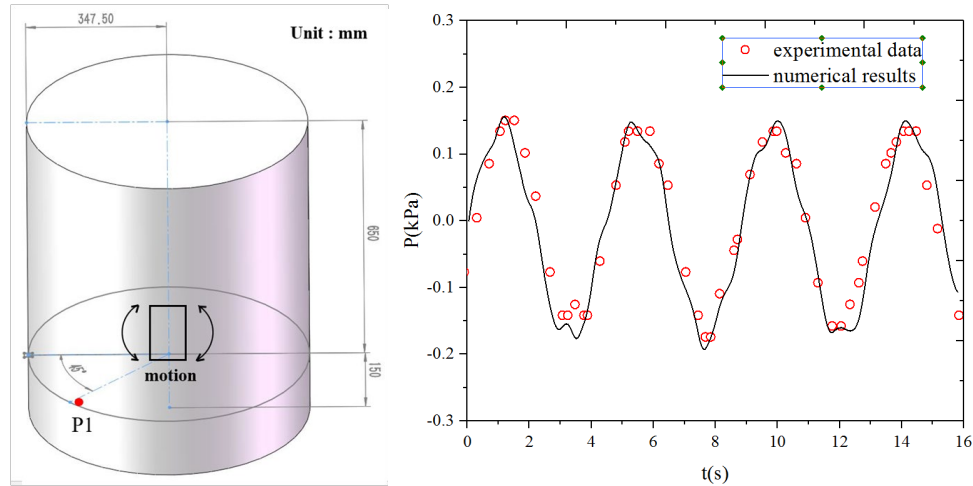 347.50
Unit : mm
650
150
45°
motion
P1
0.3
0.2
0.1
0.0
-0.1
-0.2
-0.3
P(kPa)
experimental data
numerical results
0 2 4 6 8 10 12 14 16
t(s)